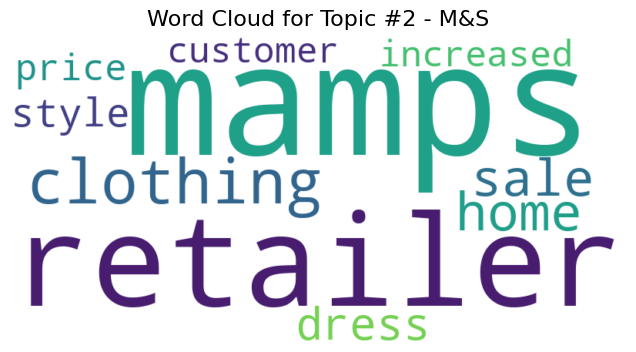 Word Cloud for Topic #2 - M&S
customer
increased
price
mamps
style
clothing
sale
home
retailer
dress